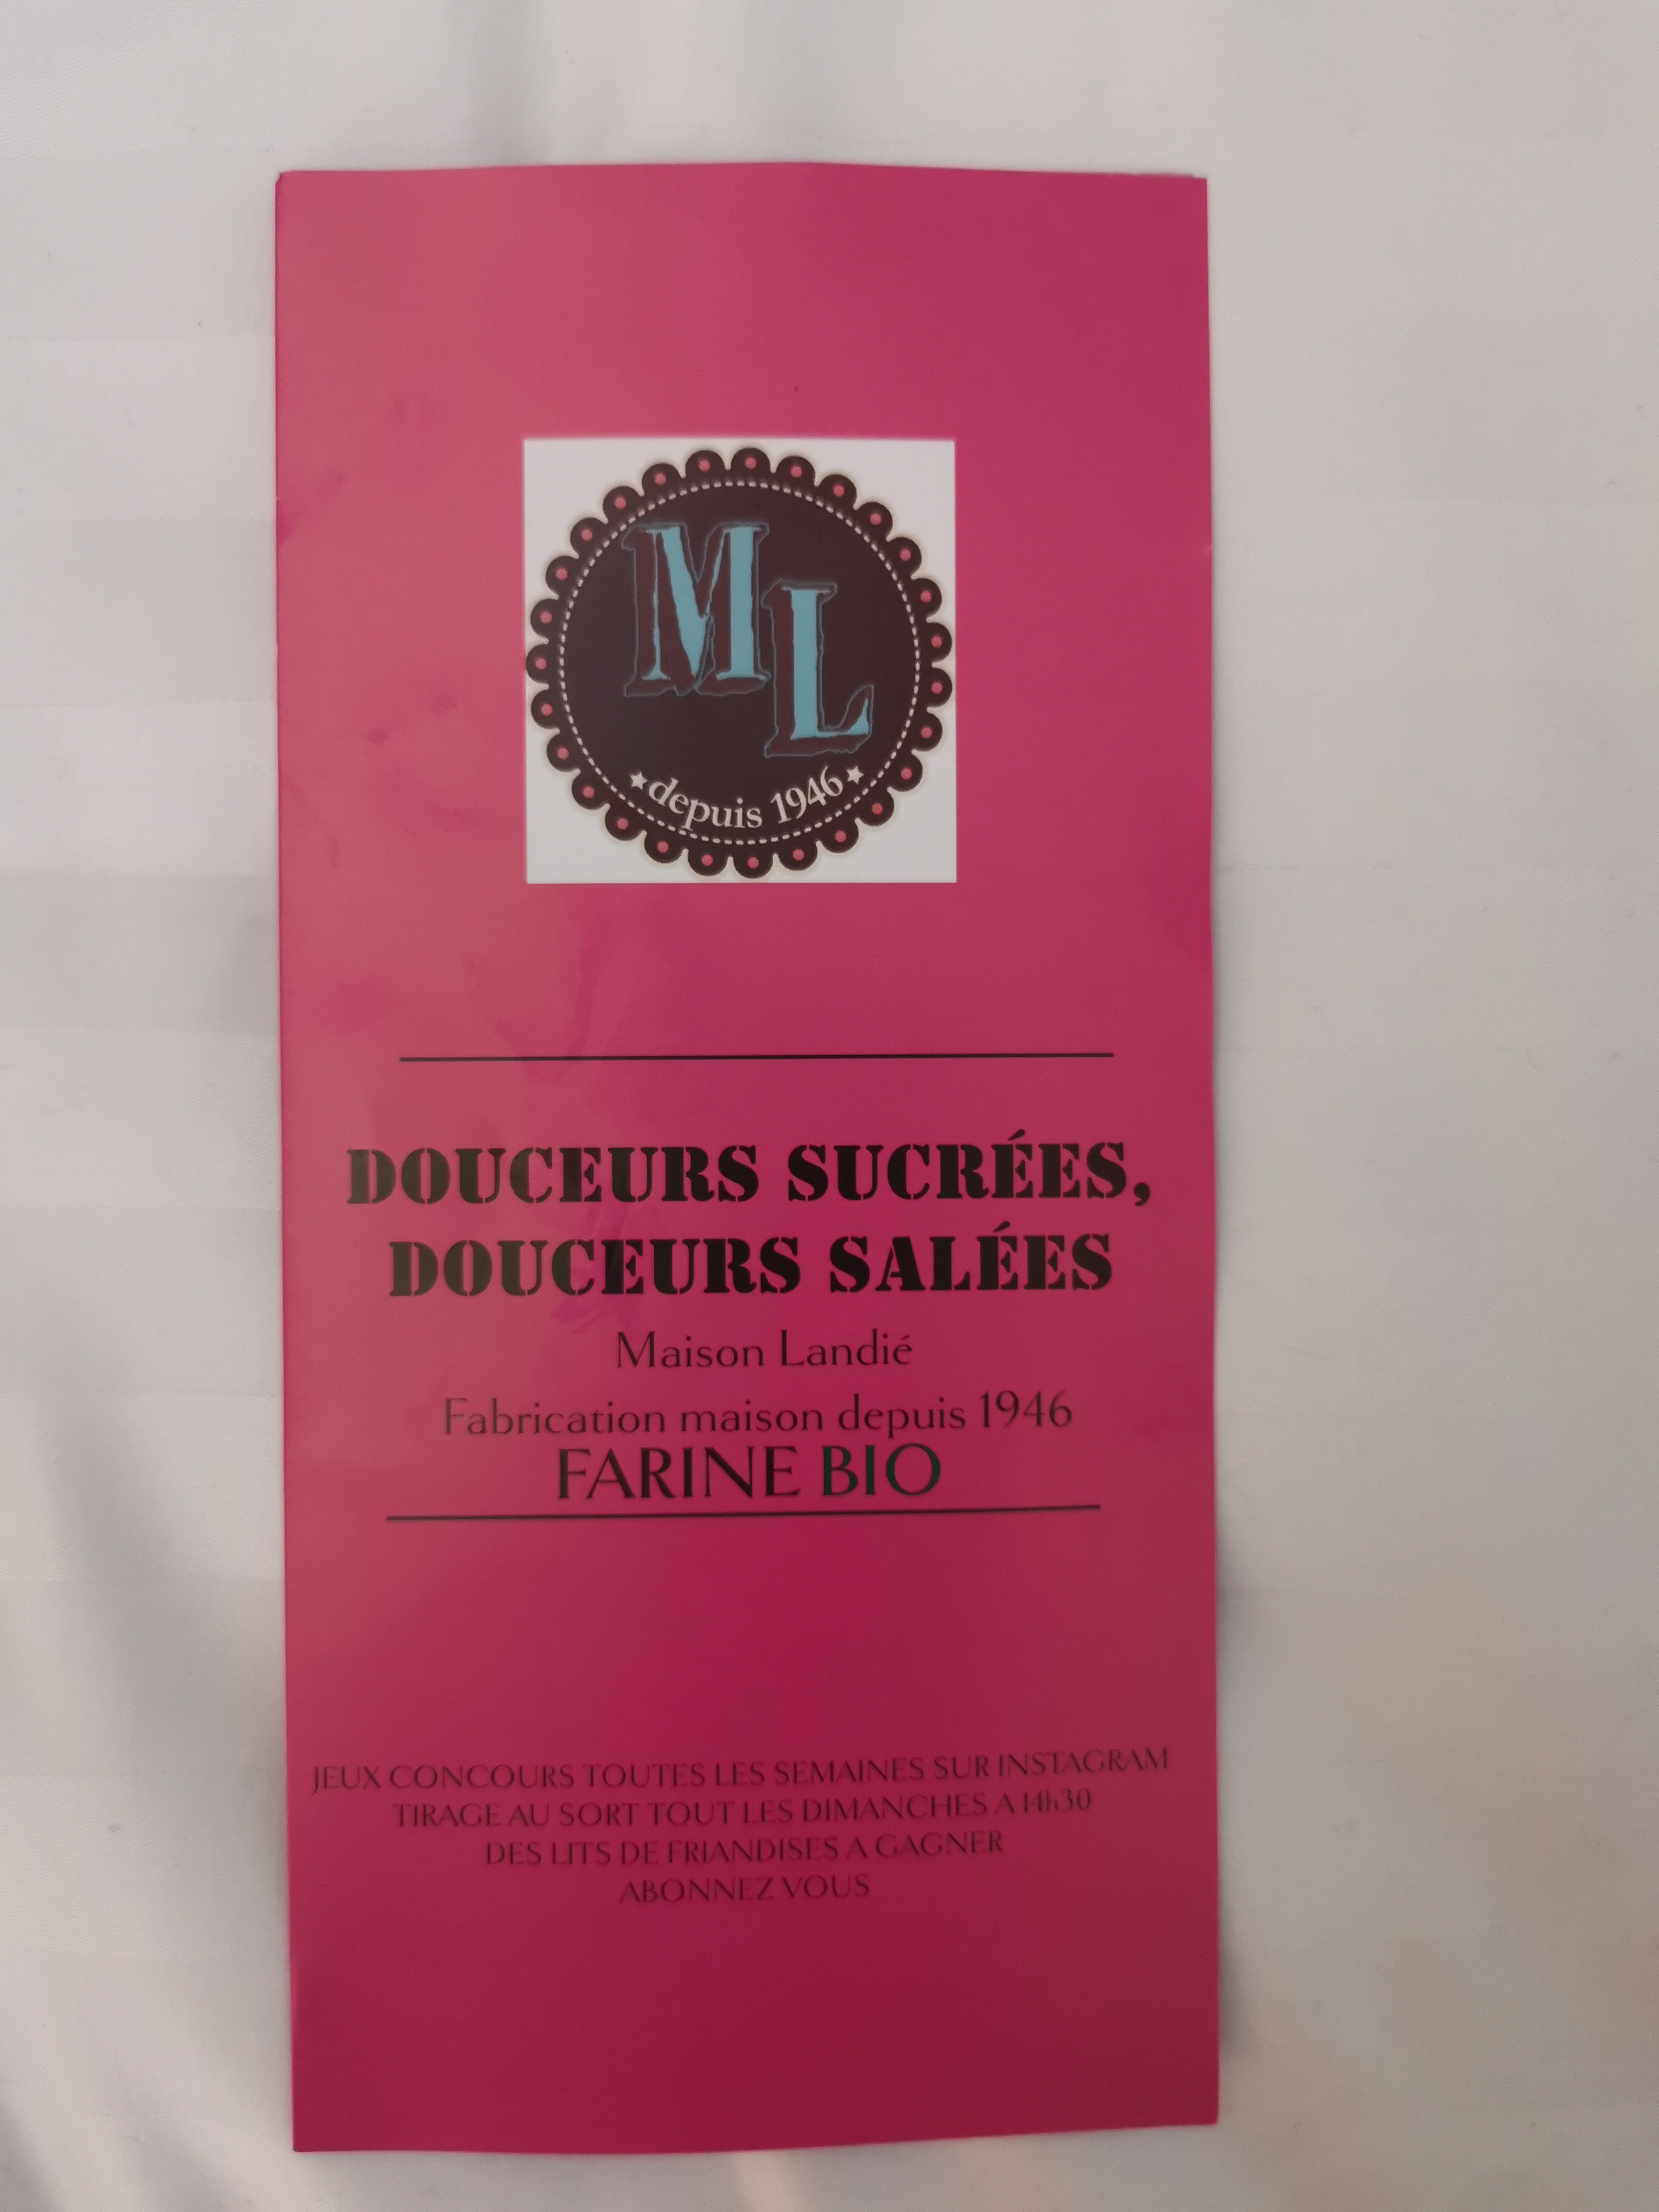 ML
depuis 1946
DOUCEURS SUCRÉES,
DOUCEURS SALÉES
Maison Landié
Fabrication maison depuis 1946
FARINE BIO
JEUX CONCOURS TOUTES LES SEMAINES SUR INSTAGRAM
TIRAGE AU SORT TOUT LES DIMANCHES A 14h30
DES LITS DE FRIANDISES A GAGNER
ABONNEZ VOUS